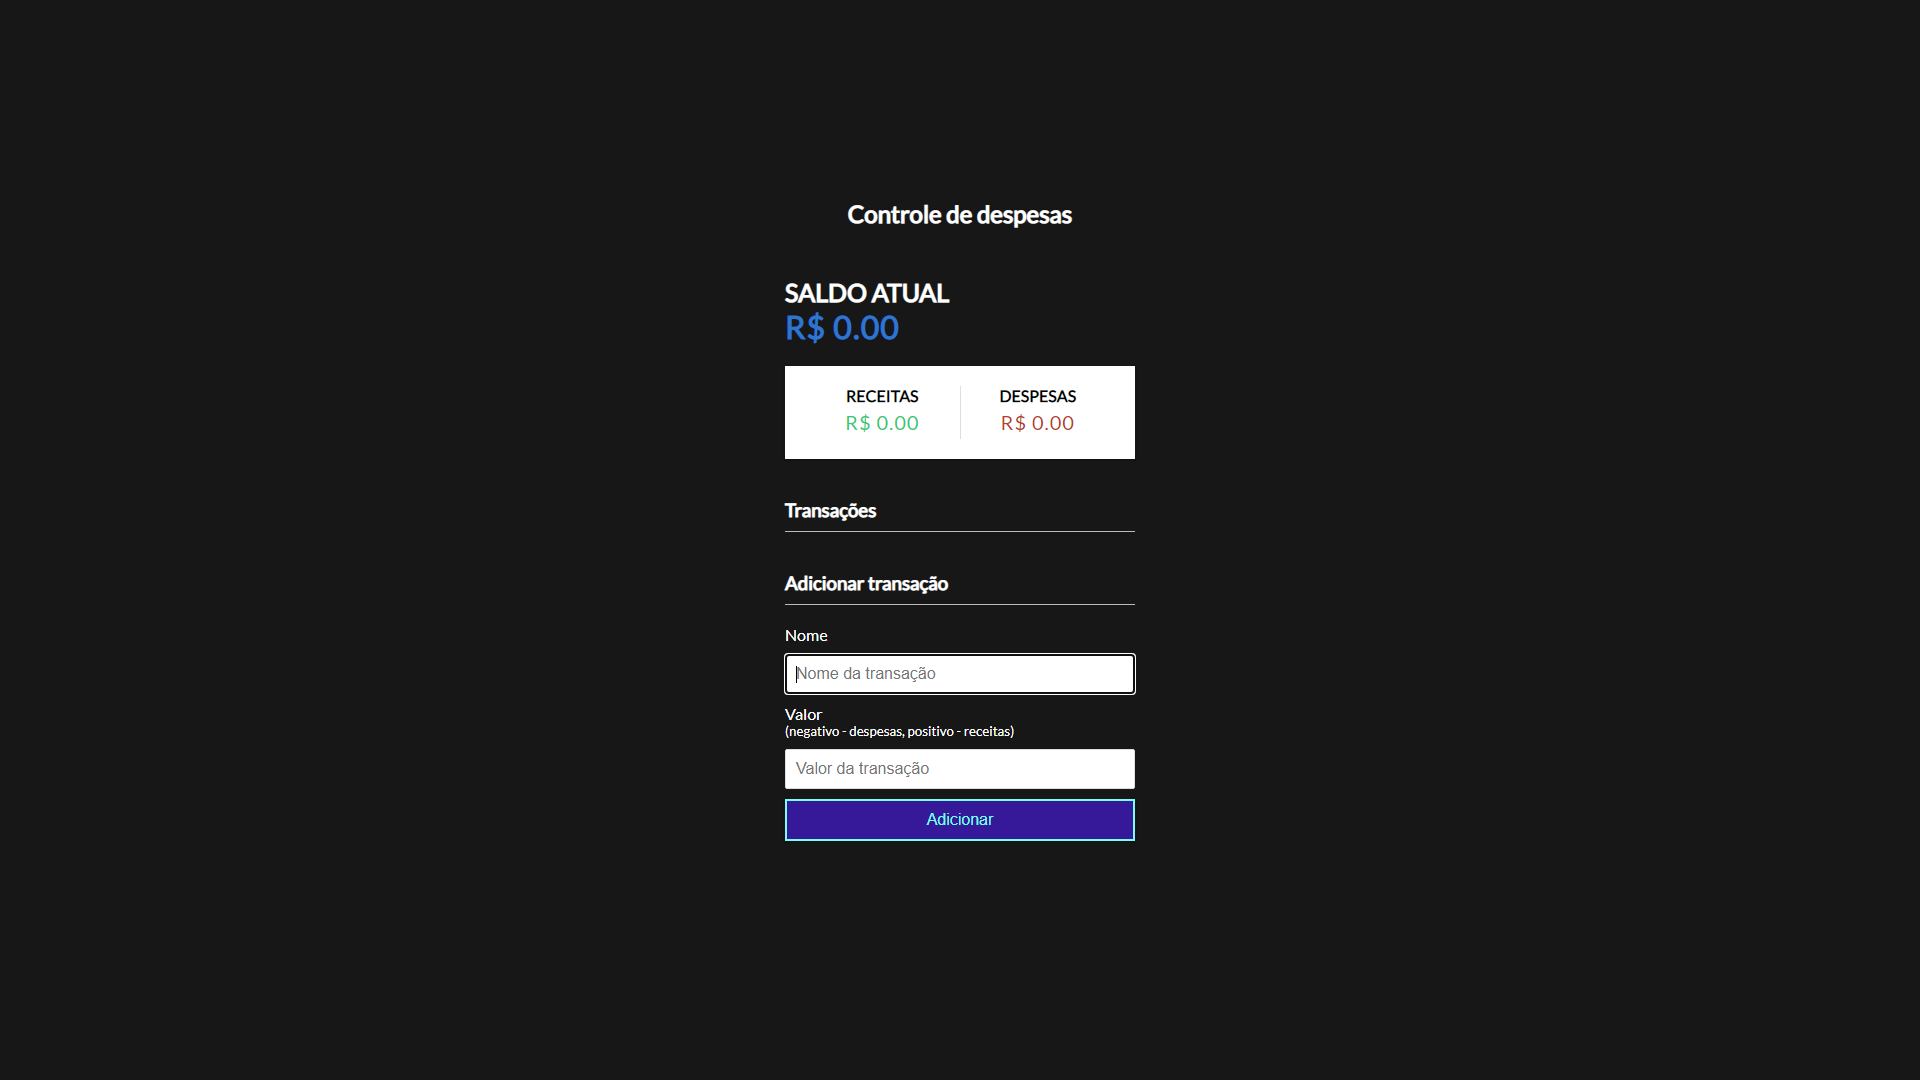 Controle de despesas
SALDO ATUAL
R$ 0.00
RECEITAS
R$ 0.00
DESPESAS
R$ 0.00
Transações
Adicionar transação
Nome
Nome da transação
Valor
(negativo - despesas, positivo - receitas)
Valor da transação
Adicionar